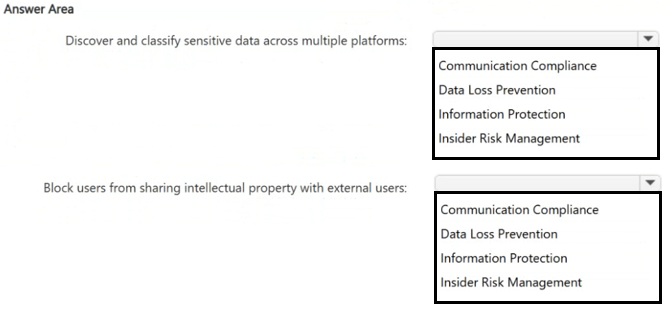 Answer Area
Discover and classify sensitive data across multiple platforms:
Communication Compliance
Data Loss Prevention
Information Protection
Insider Risk Management
Block users from sharing intellectual property with external users:
Communication Compliance
Data Loss Prevention
Information Protection
Insider Risk Management